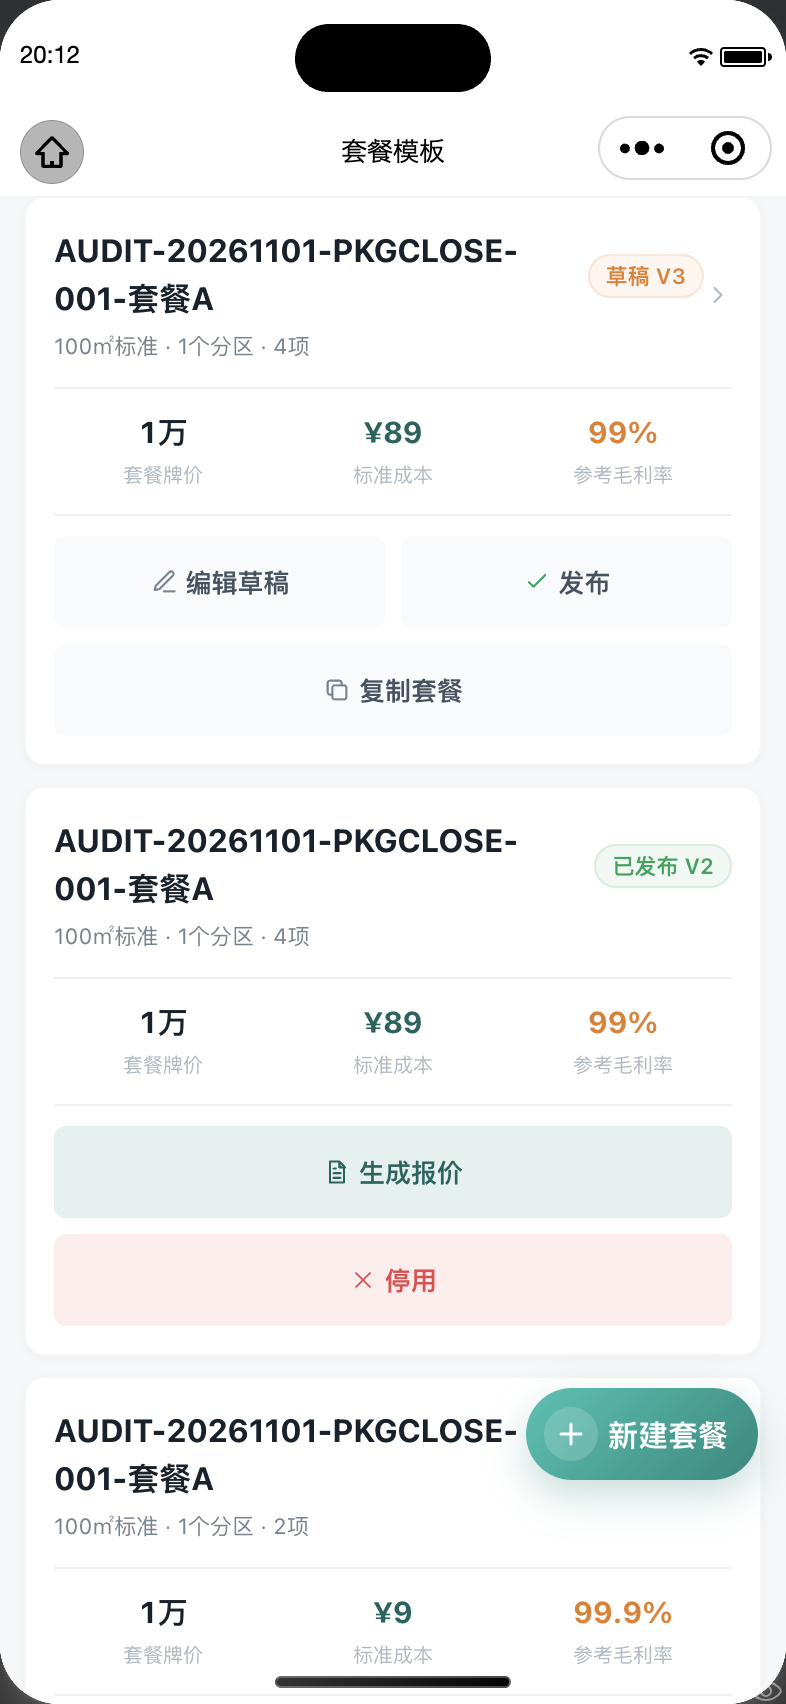 20:12
套餐模板
AUDIT-20261101-PKGCLOSE-
001-套餐A
草稿 V3
100㎡标准 · 1个分区 · 4项
1万
¥89
99%
套餐牌价
标准成本
参考毛利率
编辑草稿
发布
复制套餐
AUDIT-20261101-PKGCLOSE-
001-套餐A
已发布 V2
100㎡标准 · 1个分区 · 4项
1万
¥89
99%
套餐牌价
标准成本
参考毛利率
生成报价
停用
AUDIT-20261101-PKGCLOSE-
001-套餐A
新建套餐
100㎡标准 · 1个分区 · 2项
1万
¥9
99.9%
套餐牌价
标准成本
参考毛利率